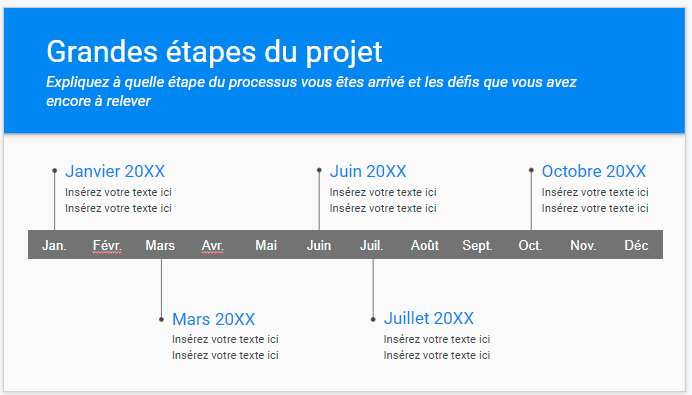 Grandes étapes du projet
Expliquez à quelle étape du processus vous êtes arrivé et les défis que vous avez
encore à relever
Janvier 20XX
Insérez votre texte ici
Insérez votre texte ici
Juin 20XX
Insérez votre texte ici
Insérez votre texte ici
Octobre 20XX
Insérez votre texte ici
Insérez votre texte ici
Jan. Févr. Mars Avr. Mai Juin Juil. Août Sept. Oct. Nov. Déc
Mars 20XX
Insérez votre texte ici
Insérez votre texte ici
Juillet 20XX
Insérez votre texte ici
Insérez votre texte ici